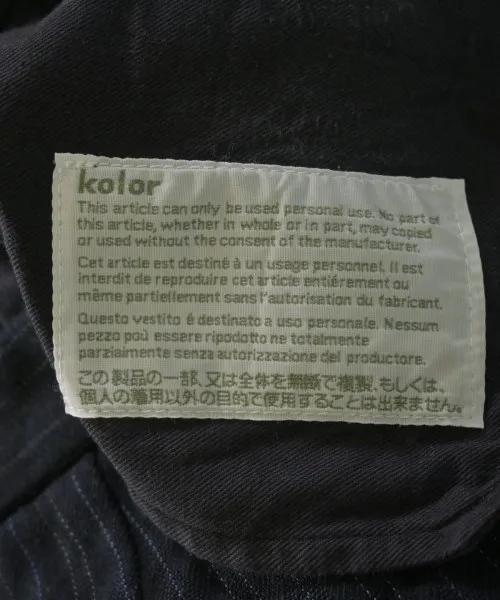 kolor
This article can only be used personal use. No part of
this article, whether in whole or in part, may copied
or used without the consent of the manufacturer.
Cet article est destiné à un usage personnel. Il est
interdit de reproduire cet article entiérement ou
même partiellement sans l'autorisation du fabricant.
Questo vestito é destinato a uso personale. Nessum
pezzo può essere ripodotto ne totalmente
parzialmente senza autorizzazione del productore.
この製品の一部、又は全体を無断で複製、もしくは、
個人の着用以外の目的で使用することは出来ません。